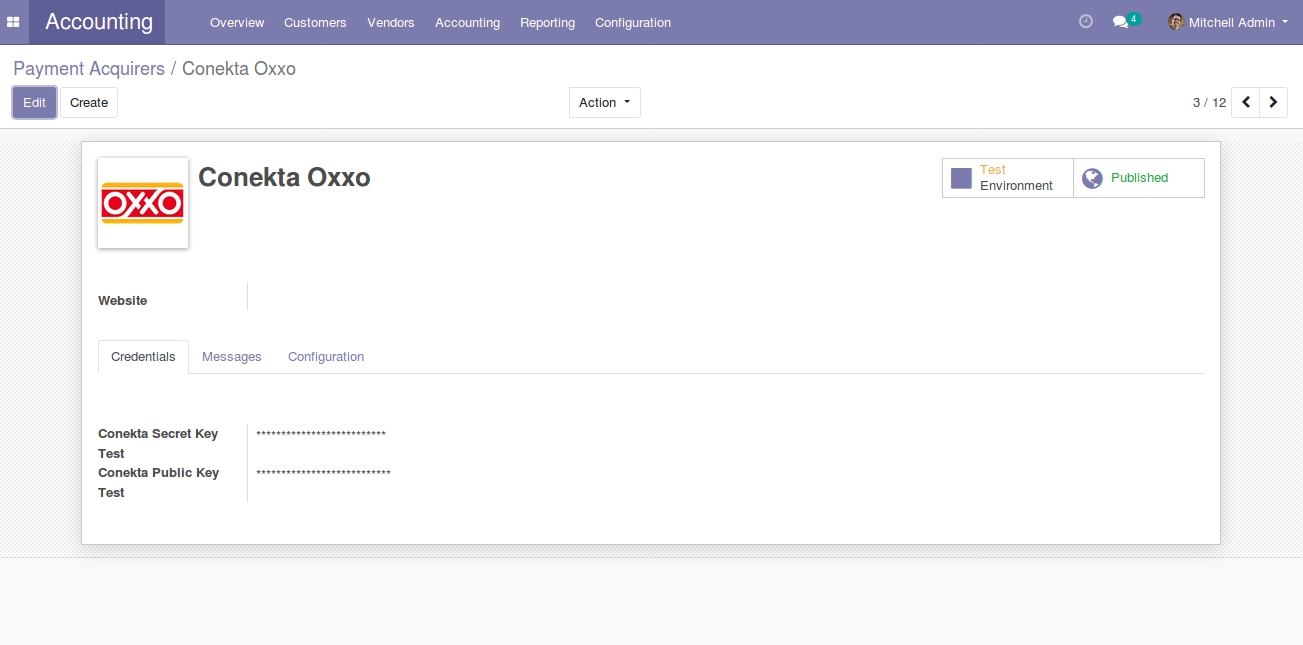 Accounting Overview Customers Vendors Accounting Reporting Configuration 4 Mitchell Admin
Payment Acquirers / Conekta Oxxo
Edit Create Action 3 / 12
OXXO
Conekta Oxxo
Test
Environment
Published
Website
Credentials Messages Configuration
Conekta Secret Key
Test
**************************
Conekta Public Key
Test
***************************